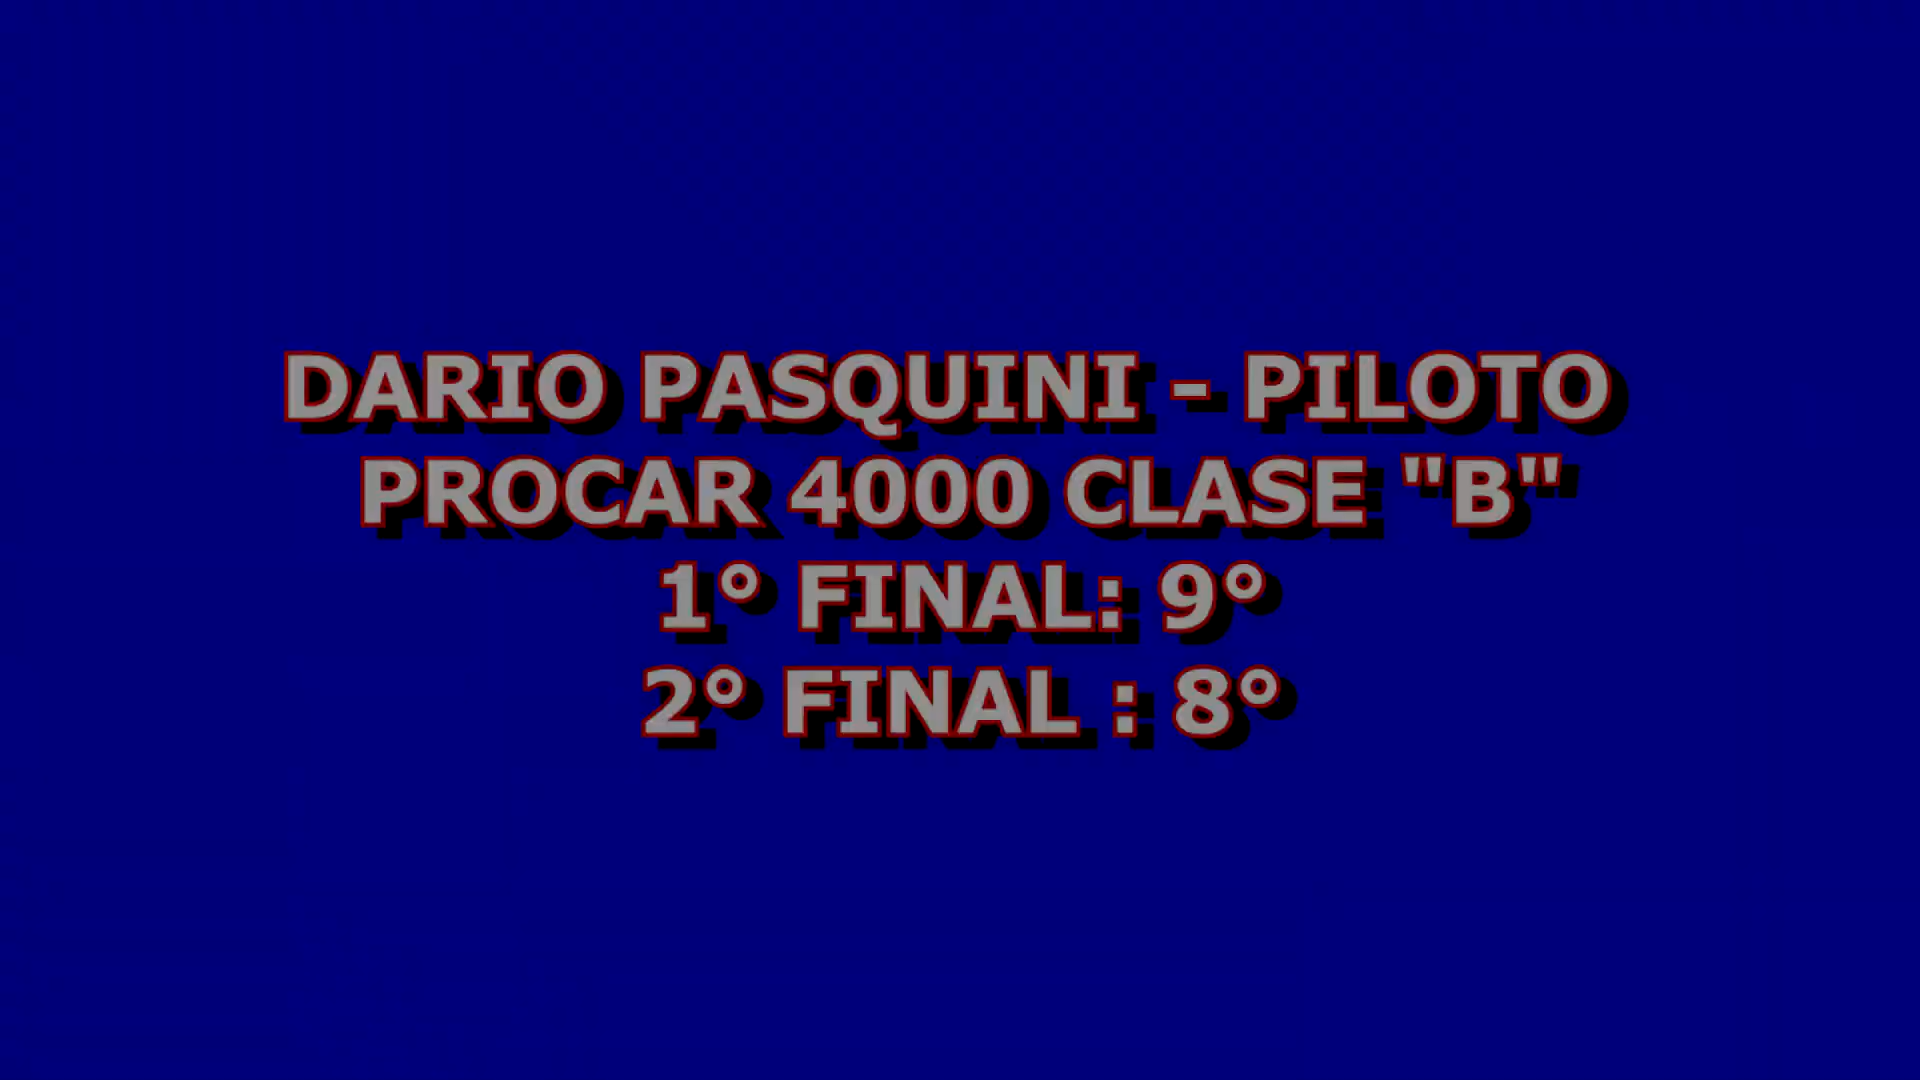 DARIO PASQUINI - PILOTO
PROCAR 4000 CLASE "B"
1° FINAL: 9°
2° FINAL : 8°